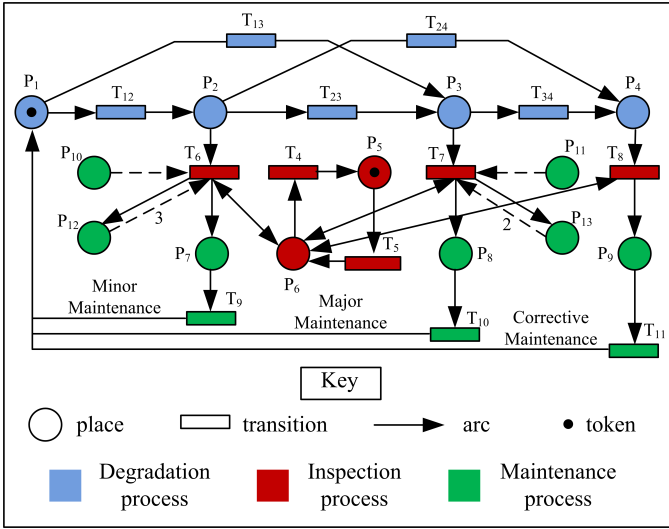 T13
T24
P1
P2
P3
P4
T12
T23
T34
P10
T6
T4
P5
T7
P11
T8
P12
3
P7
P6
T5
P8
2
P13
P9
Minor
Maintenance
T9
Major
Maintenance
T10
Corrective
Maintenance
T11
Key
place
transition
arc
token
Degradation
process
Inspection
process
Maintenance
process